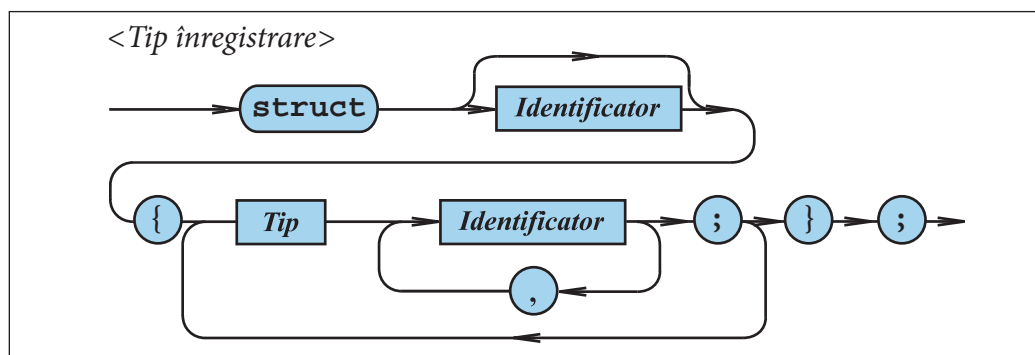 <Tip înregistrare>
struct Identificator
{ Tip Identificator ; } ;
,